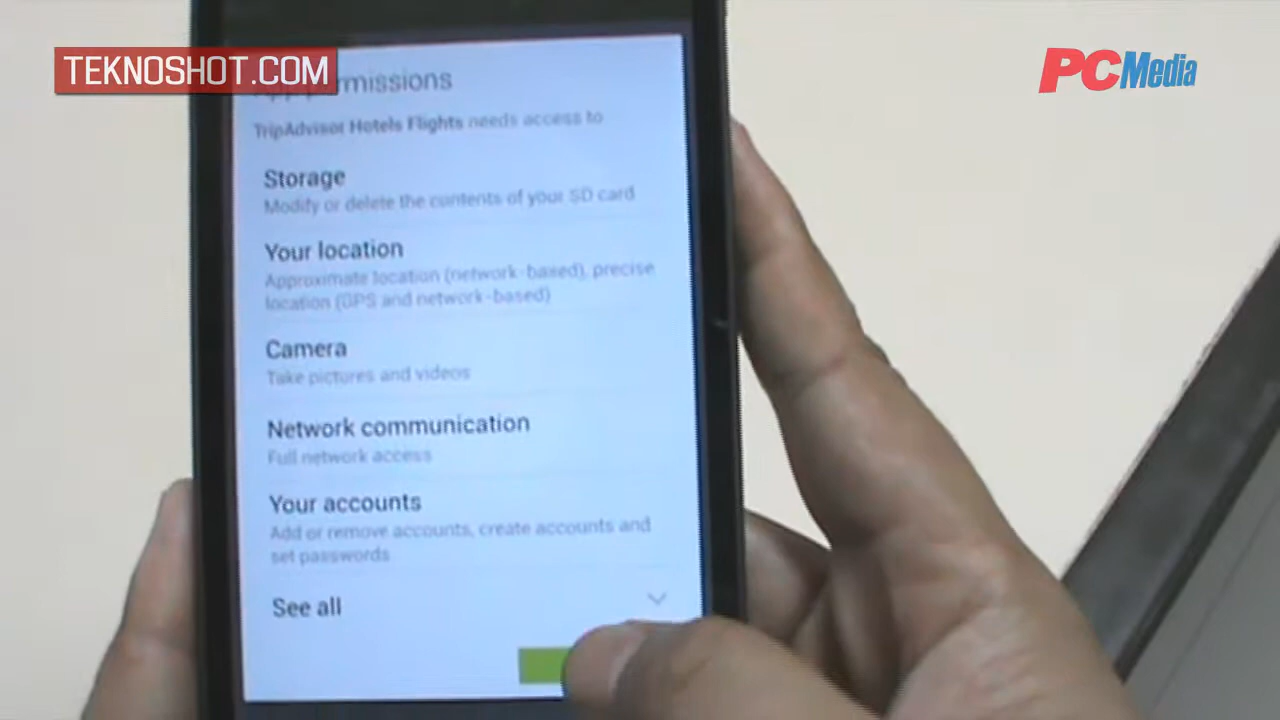 TEKNOSHOT.COM
PCMedia
App permissions
TripAdvisor Hotels Flights needs access to
Storage
Modify or delete the contents of your SD card
Your location
Approximate location (network-based), precise
location (GPS and network-based)
Camera
Take pictures and videos
Network communication
Full network access
Your accounts
Add or remove accounts, create accounts and
set passwords
See all